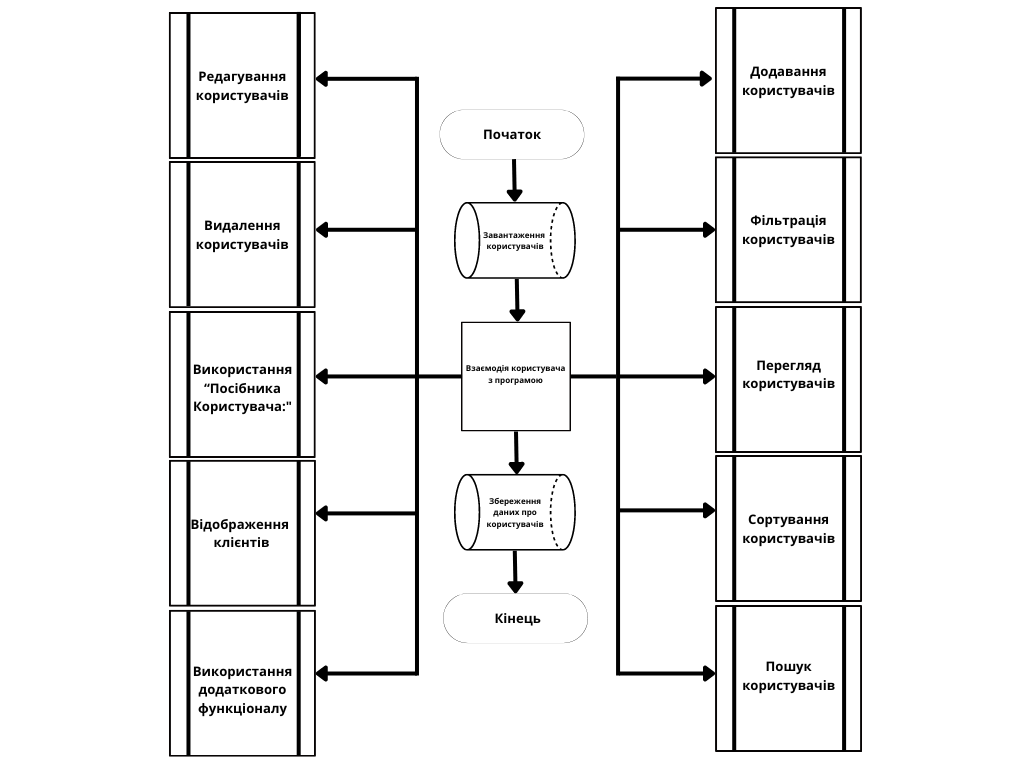 Редагування
користувачів
Видалення
користувачів
Використання
“Посібника
Користувача:"
Відображення
клієнтів
Використання
додаткового
функціоналу
Початок
Завантаження
користувачів
Взаємодія користувача
з програмою
Збереження
даних про
користувачів
Кінець
Додавання
користувачів
Фільтрація
користувачів
Перегляд
користувачів
Сортування
користувачів
Пошук
користувачів